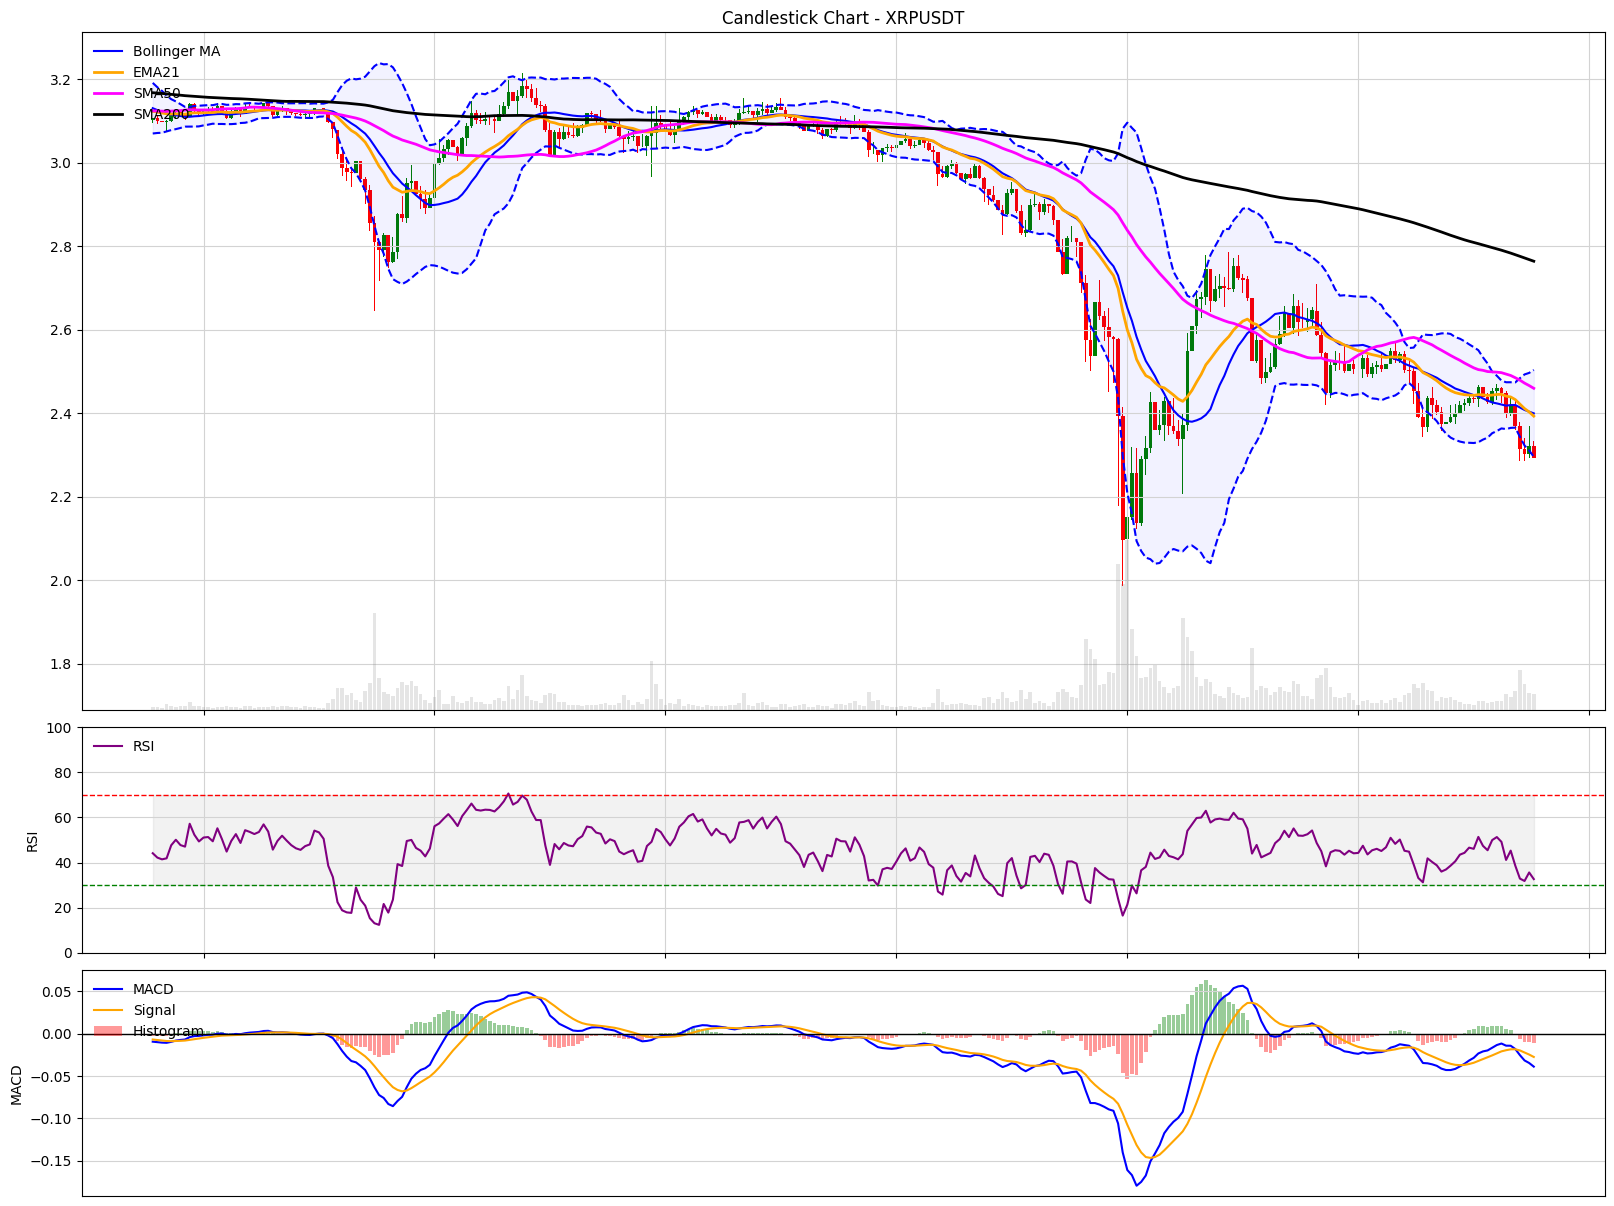 Candlestick Chart - XRPUSDT
Bollinger MA
EMA21
SMA50
SMA200
3.2
3.0
2.8
2.6
2.4
2.2
2.0
1.8
RSI
RSI
100
80
60
40
20
0
MACD
Signal
Histogram
MACD
0.05
0.00
−0.05
−0.10
−0.15